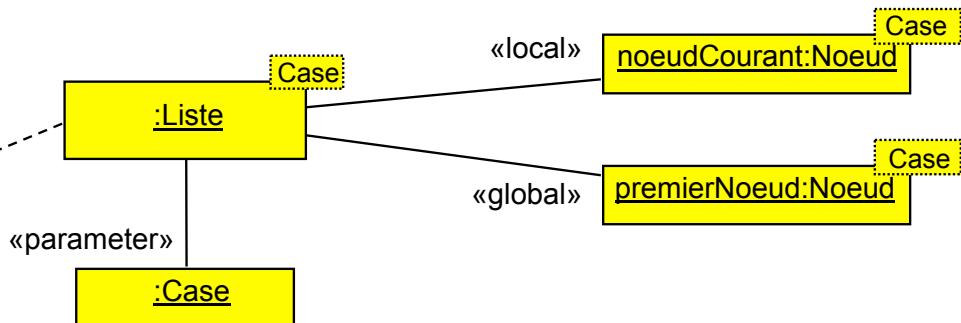 Case
«local»
noeudCourant:Noeud
Case
:Liste
Case
«global»
premierNoeud:Noeud
«parameter»
:Case